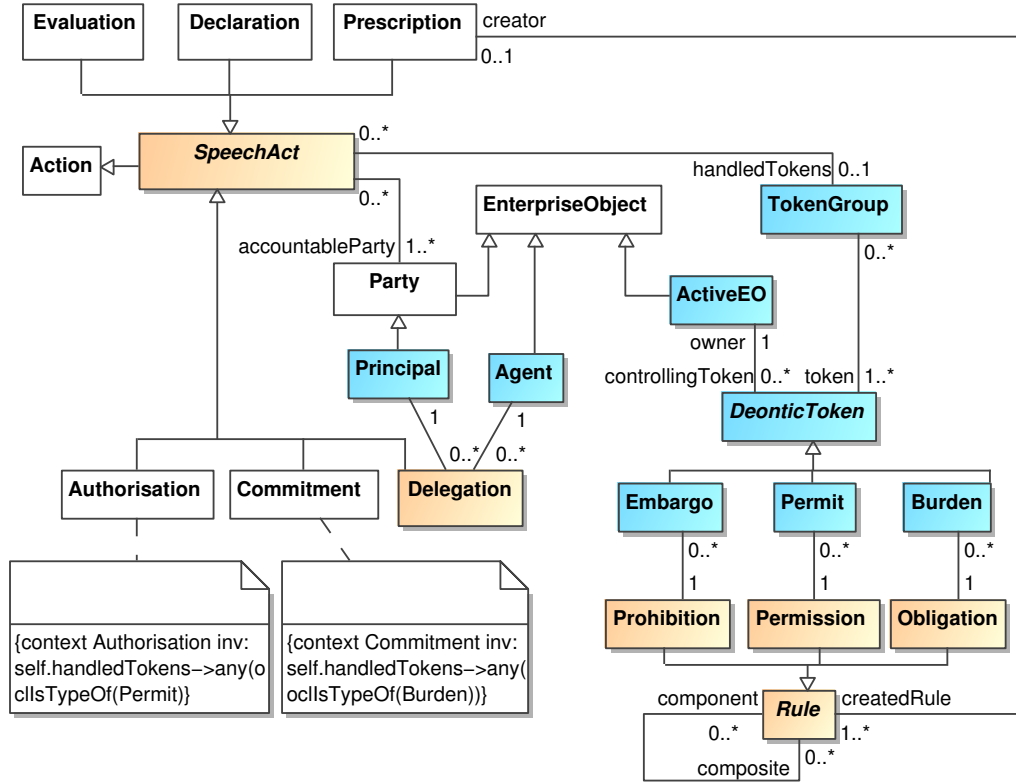 Evaluation
Declaration
Prescription
creator
0..1
SpeechAct
0..*
0..*
Action
handledTokens
0..1
TokenGroup
0..*
EnterpriseObject
accountableParty
1..*
Party
ActiveEO
owner
1
Principal
Agent
controllingToken
0..*
token
1..*
1
1
DeonticToken
0..*
0..*
Authorisation
Commitment
Delegation
Embargo
Permit
Burden
0..*
0..*
0..*
1
1
1
Prohibition
Permission
Obligation
{context Authorisation inv:
self.handledTokens−>any(o
clIsTypeOf(Permit)}
{context Commitment inv:
self.handledTokens−>any(
oclIsTypeOf(Burden))}
component
Rule
createdRule
0..*
1..*
0..*
composite